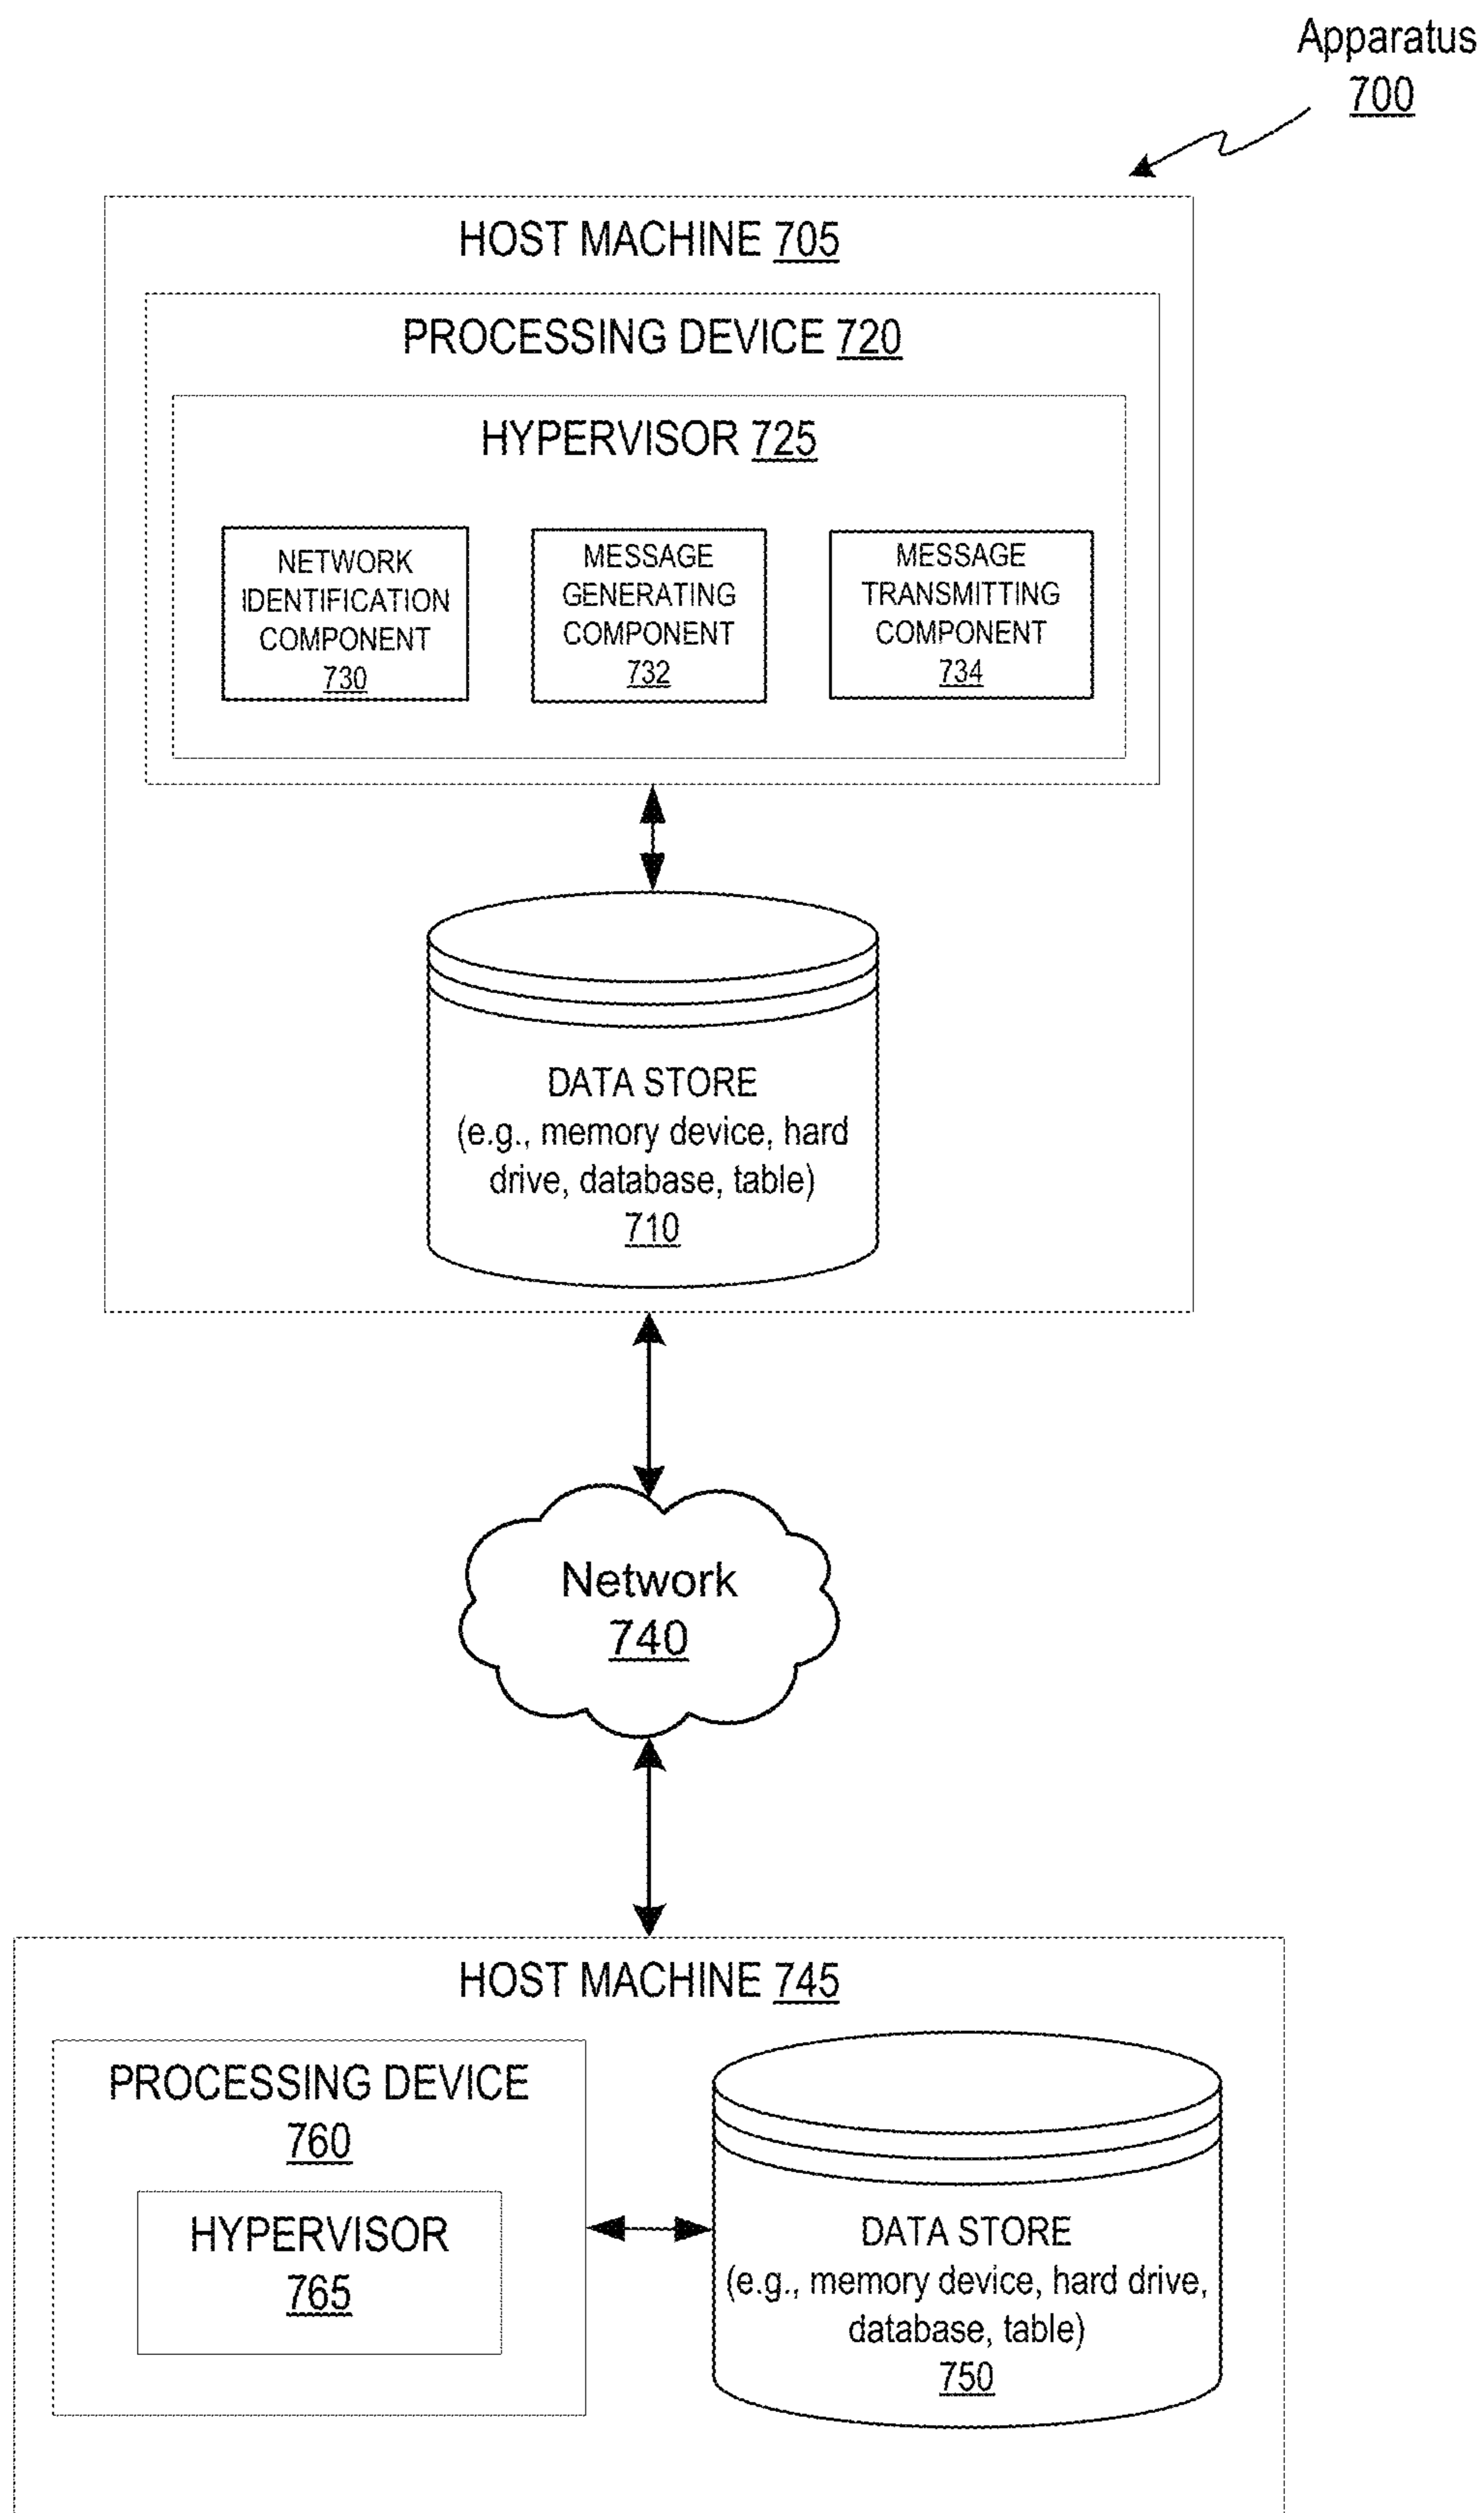 Apparatus
700
HOST MACHINE 705
PROCESSING DEVICE 720
HYPERVISOR 725
NETWORK
IDENTIFICATION
COMPONENT
730
MESSAGE
GENERATING
COMPONENT
732
MESSAGE
TRANSMITTING
COMPONENT
734
DATA STORE
(e.g., memory device, hard
drive, database, table)
710
Network
740
HOST MACHINE 745
PROCESSING DEVICE
760
HYPERVISOR
765
DATA STORE
(e.g., memory device, hard drive,
database, table)
750